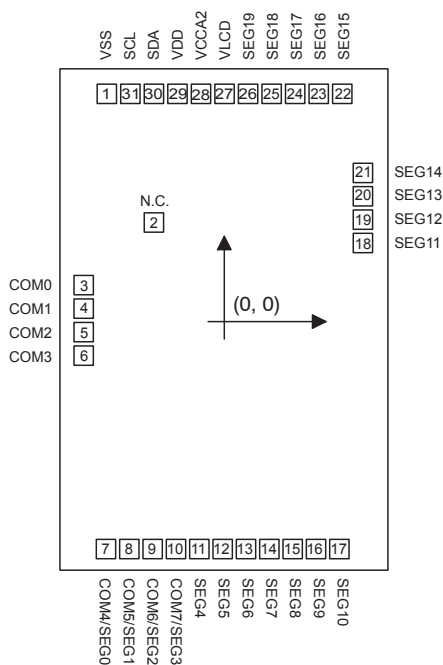 VSS
SCL
SDA
VDD
VCCA2
VLCD
SEG19
SEG18
SEG17
SEG16
SEG15
1 31 30 29 28 27 26 25 24 23 22
21 SEG14
20 SEG13
19 SEG12
18 SEG11
N.C.
2
COM0 3
COM1 4
COM2 5
COM3 6
(0, 0)
7 8 9 10 11 12 13 14 15 16 17
COM4/SEG0
COM5/SEG1
COM6/SEG2
COM7/SEG3
SEG4
SEG5
SEG6
SEG7
SEG8
SEG9
SEG10